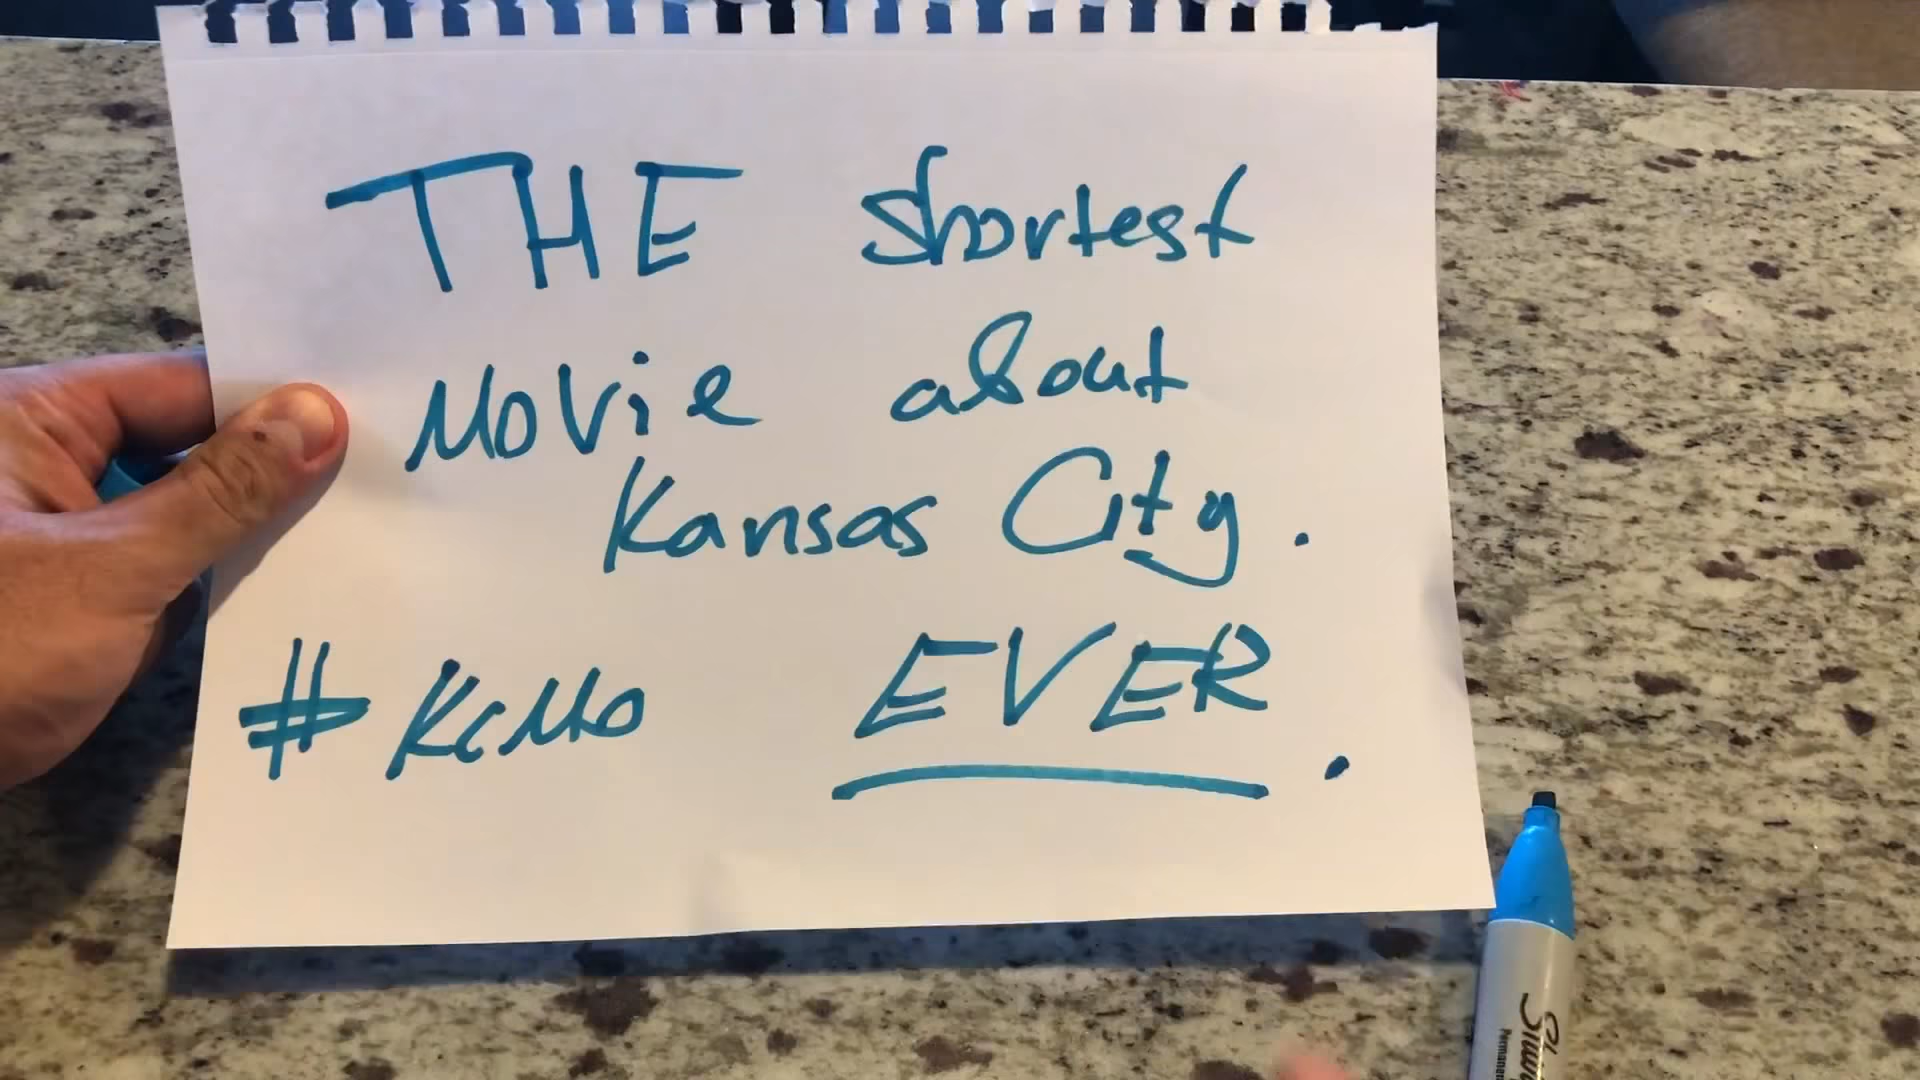 THE Shortest
Movie about
Kansas City.
#KcMo EVER.